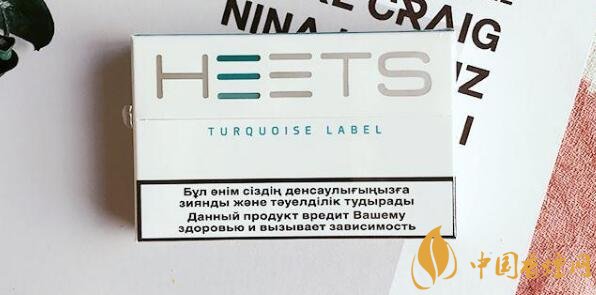 CRAIG
NINA
HEETS
TURQUOISE LABEL
Бұл өнім сіздің денсаулығыңызға
зиянды және тәуелділік тудырады
Данный продукт вредит Вашему
здоровью и вызывает зависимость
中国香烟网